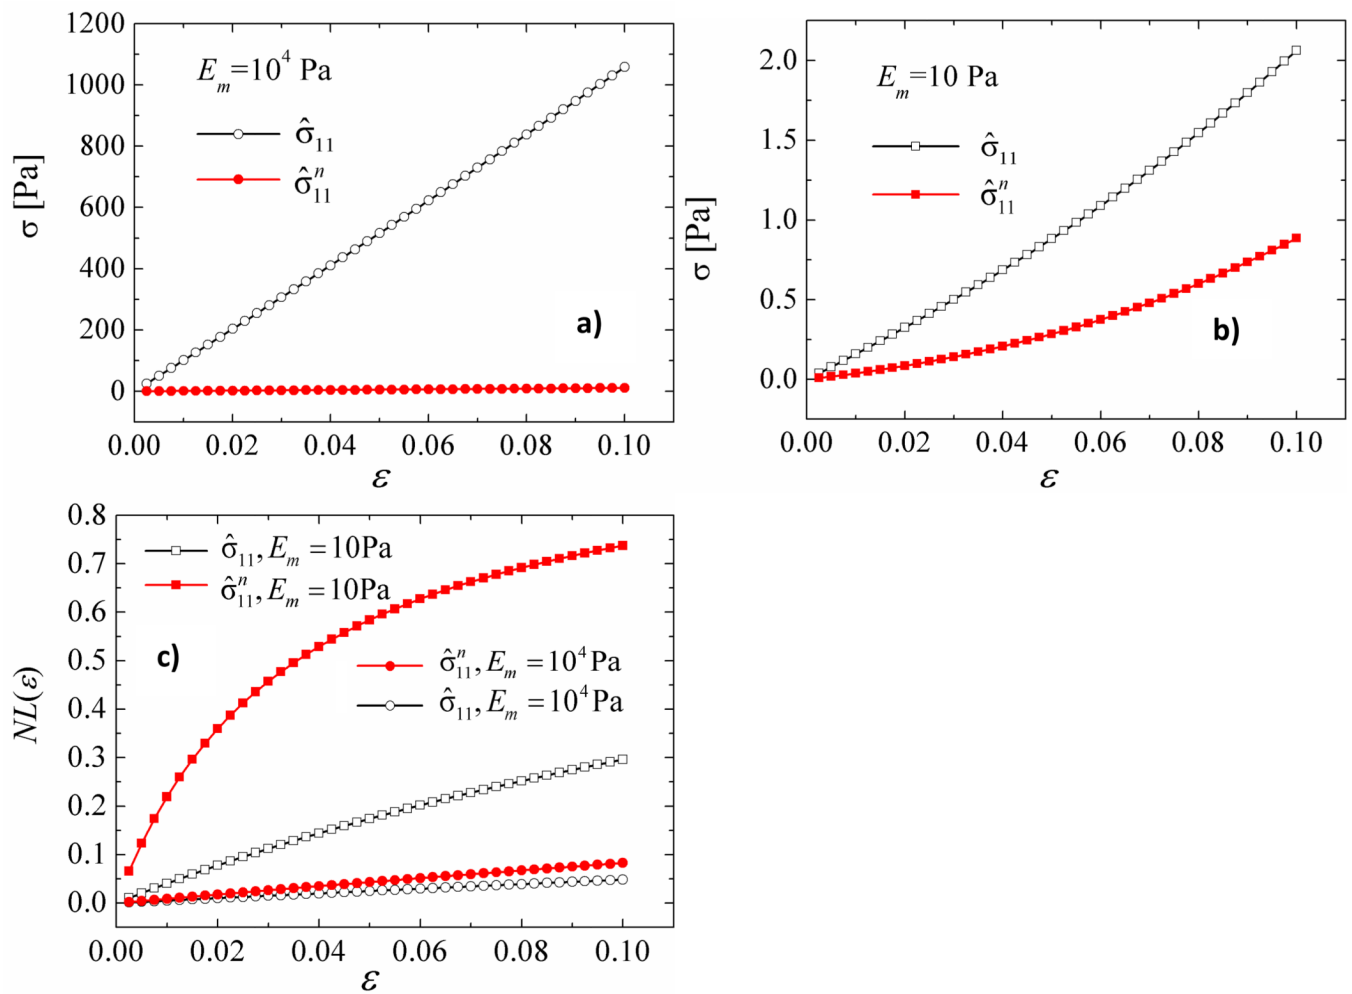 1200
1000
800
600
400
200
0
σ [Pa]
E_m=10^4 Pa
σ̂_11
σ̂^n_11
a)
0.00 0.02 0.04 0.06 0.08 0.10
ε
2.0
1.5
1.0
0.5
0.0
σ [Pa]
E_m=10 Pa
σ̂_11
σ̂^n_11
b)
0.00 0.02 0.04 0.06 0.08 0.10
ε
0.8
0.7
0.6
0.5
0.4
0.3
0.2
0.1
0.0
NL(ε)
σ̂_11, E_m = 10Pa
σ̂^n_11, E_m = 10Pa
c)
σ̂^n_11, E_m = 10^4 Pa
σ̂_11, E_m = 10^4 Pa
0.00 0.02 0.04 0.06 0.08 0.10
ε